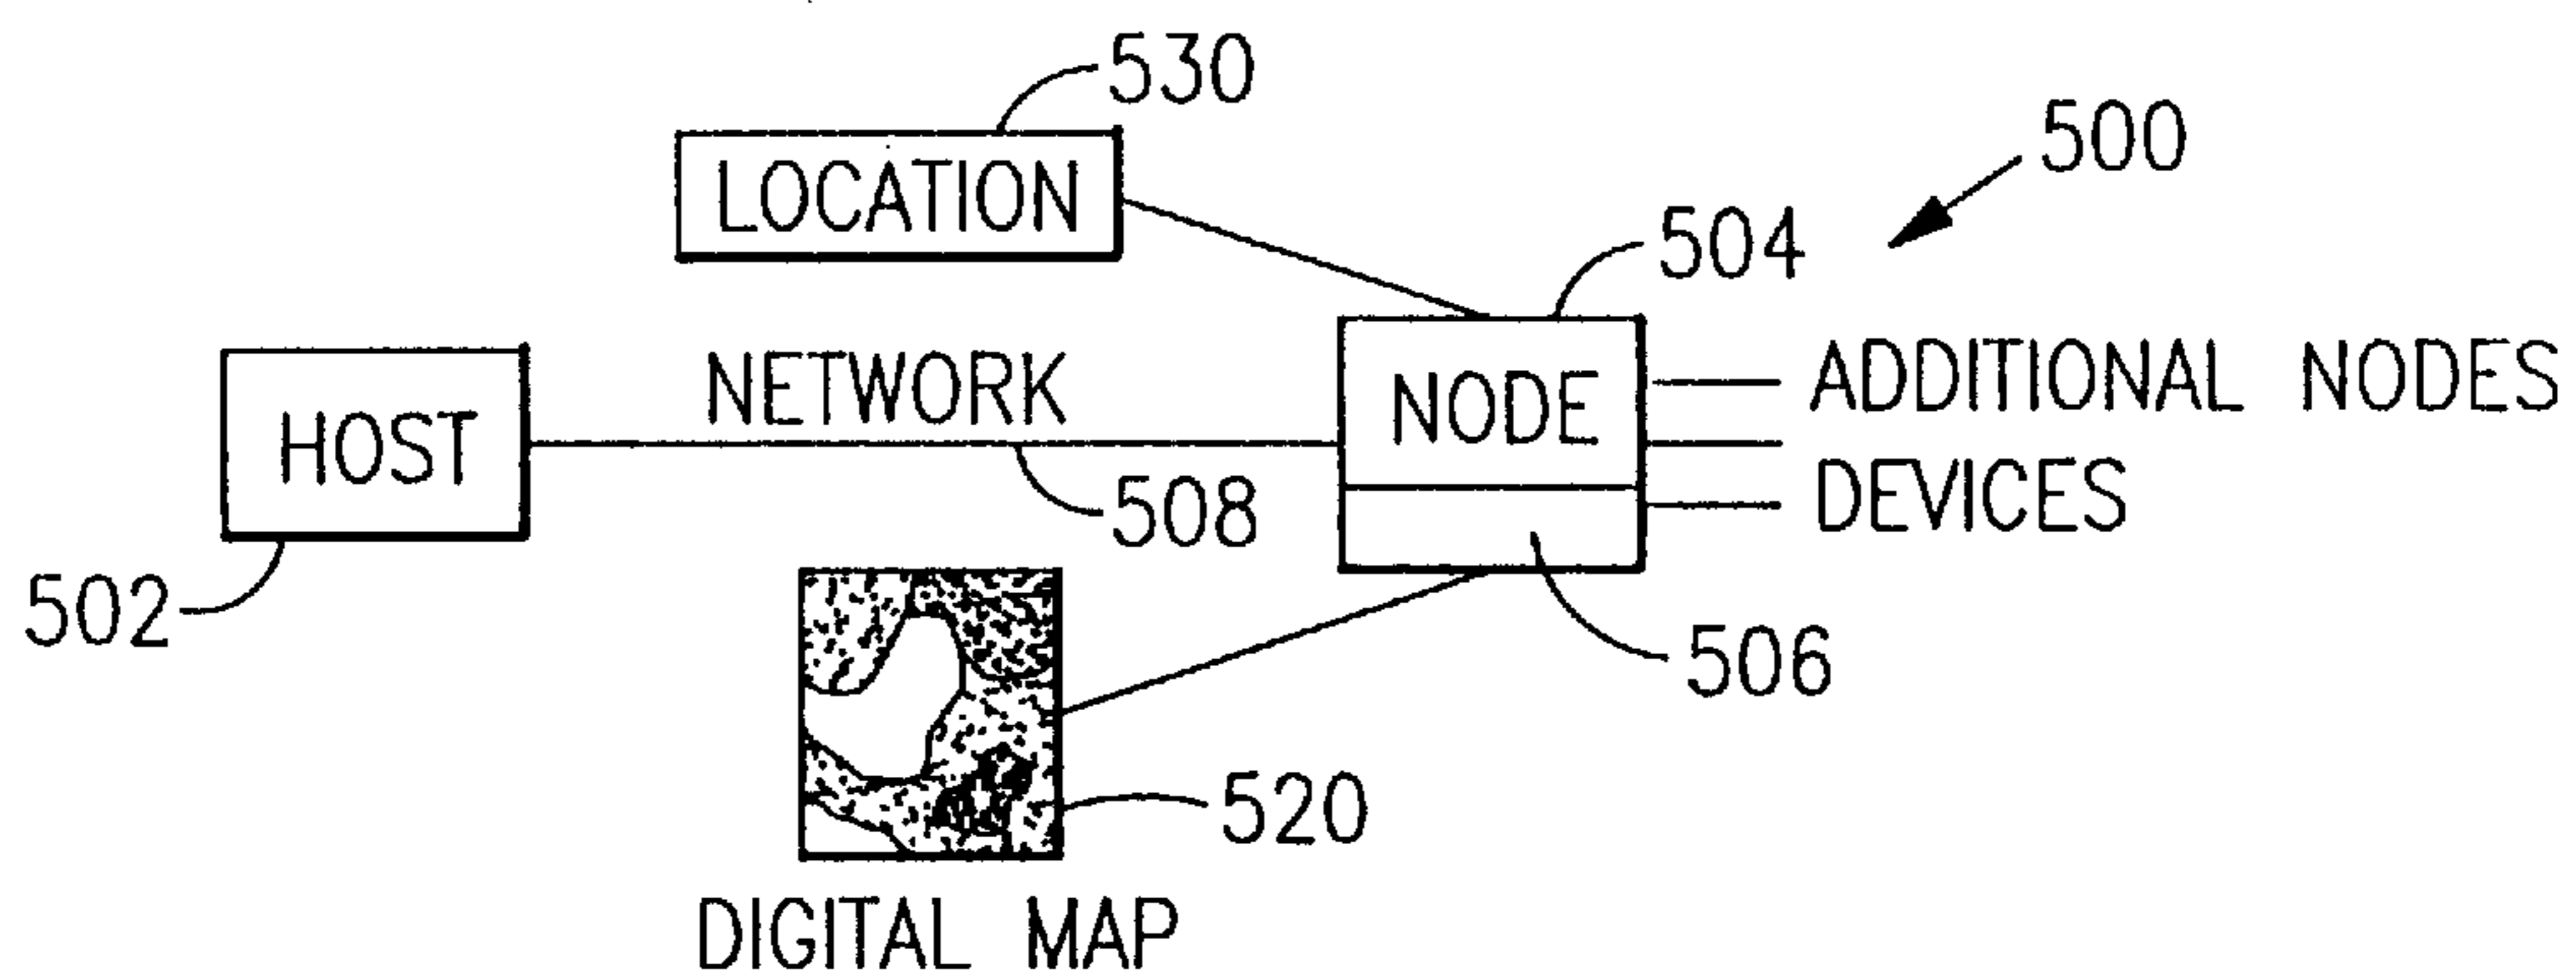 530
LOCATION
500
504
HOST
NETWORK
NODE
ADDITIONAL NODES
DEVICES
508
502
506
520
DIGITAL MAP